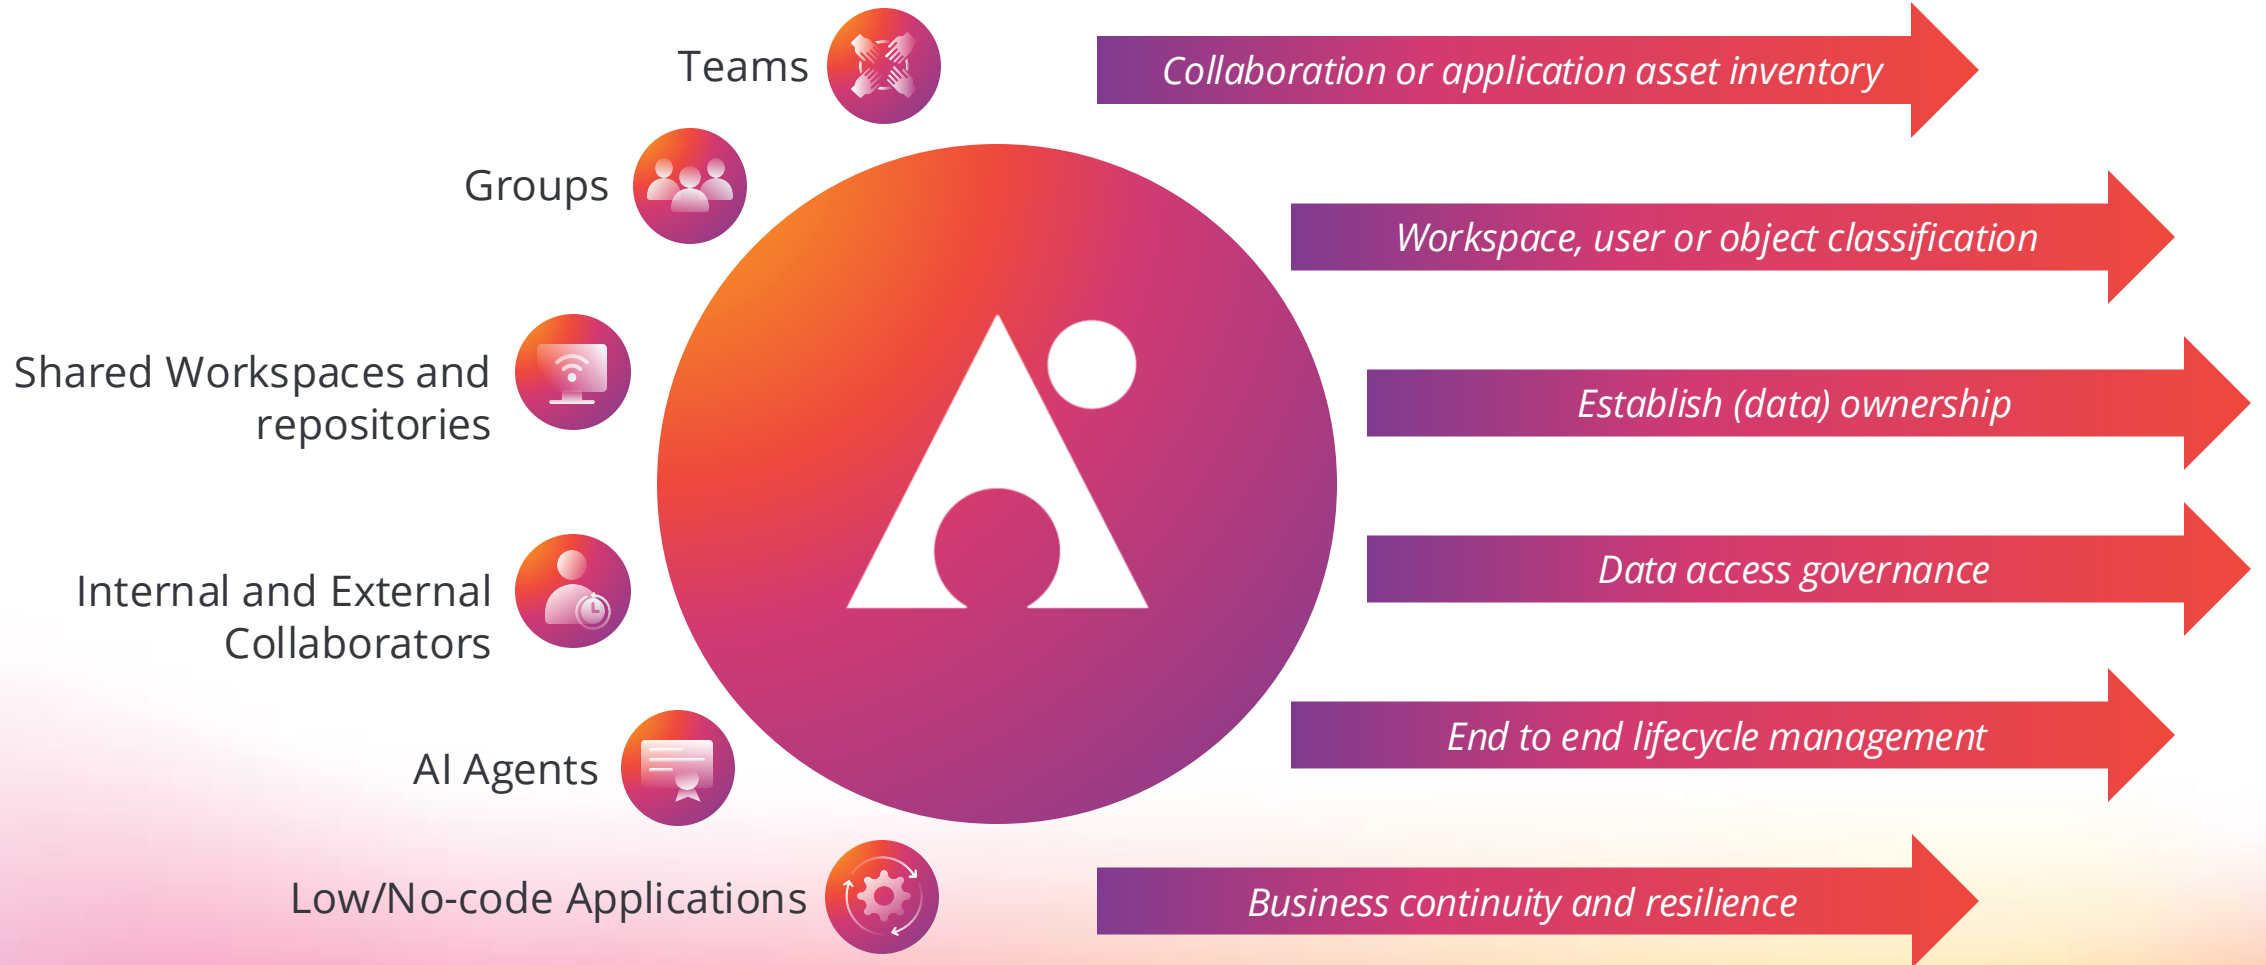 Teams
Groups
Shared Workspaces and
repositories
Internal and External
Collaborators
AI Agents
Low/No-code Applications
Collaboration or application asset inventory
Workspace, user or object classification
Establish (data) ownership
Data access governance
End to end lifecycle management
Business continuity and resilience